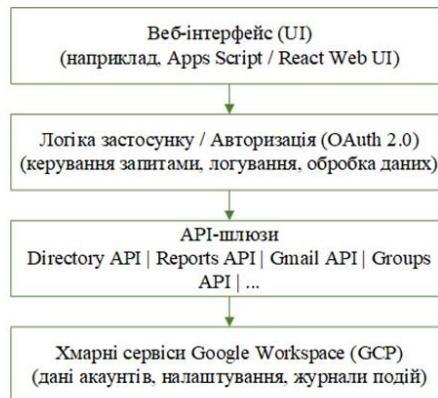 Веб-інтерфейс (UI)
(наприклад, Apps Script / React Web UI)
Логіка застосунку / Авторизація (OAuth 2.0)
(керування запитами, логування, обробка даних)
API-шлюзи
Directory API | Reports API | Gmail API | Groups
API | ...
Хмарні сервіси Google Workspace (GCP)
(дані акаунтів, налаштування, журнали подій)